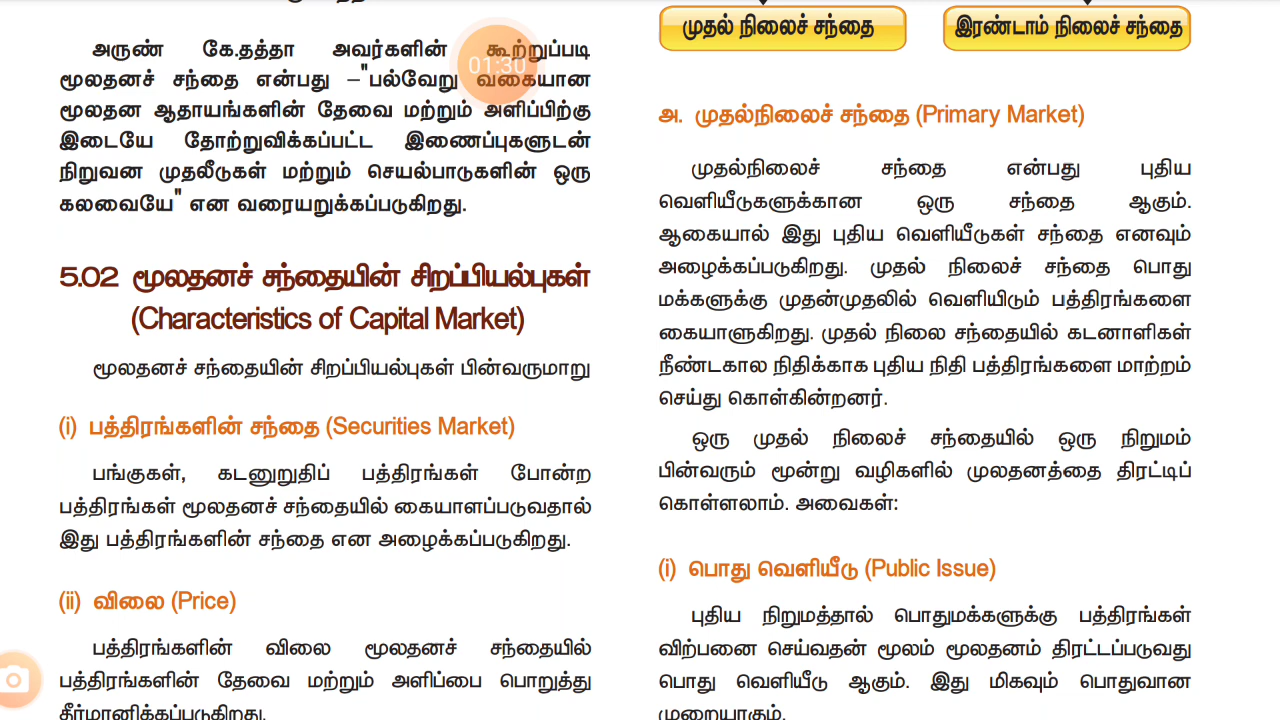 அருண் கே.தத்தா அவர்களின் கூற்றுப்படி
மூலதனச் சந்தை என்பது –"பல்வேறு வகையான
மூலதன ஆதாயங்களின் தேவை மற்றும் அளிப்பிற்கு
இடையே தோற்றுவிக்கப்பட்ட இணைப்புகளுடன்
நிறுவன முதலீடுகள் மற்றும் செயல்பாடுகளின் ஒரு
கலவையே" என வரையறுக்கப்படுகிறது.
01:30
5.02 மூலதனச் சந்தையின் சிறப்பியல்புகள்
(Characteristics of Capital Market)
மூலதனச் சந்தையின் சிறப்பியல்புகள் பின்வருமாறு
(i) பத்திரங்களின் சந்தை (Securities Market)
பங்குகள், கடனுறுதிப் பத்திரங்கள் போன்ற
பத்திரங்கள் மூலதனச் சந்தையில் கையாளப்படுவதால்
இது பத்திரங்களின் சந்தை என அழைக்கப்படுகிறது.
(ii) விலை (Price)
பத்திரங்களின் விலை மூலதனச் சந்தையில்
பத்திரங்களின் தேவை மற்றும் அளிப்பை பொறுத்து
தீர்மானிக்கப்படுகிறது.
முதல் நிலைச் சந்தை
இரண்டாம் நிலைச் சந்தை
அ. முதல்நிலைச் சந்தை (Primary Market)
முதல்நிலைச் சந்தை என்பது புதிய
வெளியீடுகளுக்கான ஒரு சந்தை ஆகும்.
ஆகையால் இது புதிய வெளியீடுகள் சந்தை எனவும்
அழைக்கப்படுகிறது. முதல் நிலைச் சந்தை பொது
மக்களுக்கு முதன்முதலில் வெளியிடும் பத்திரங்களை
கையாளுகிறது. முதல் நிலை சந்தையில் கடனாளிகள்
நீண்டகால நிதிக்காக புதிய நிதி பத்திரங்களை மாற்றம்
செய்து கொள்கின்றனர்.
ஒரு முதல் நிலைச் சந்தையில் ஒரு நிறுமம்
பின்வரும் மூன்று வழிகளில் முலதனத்தை திரட்டிப்
கொள்ளலாம். அவைகள்:
(i) பொது வெளியீடு (Public Issue)
புதிய நிறுமத்தால் பொதுமக்களுக்கு பத்திரங்கள்
விற்பனை செய்வதன் மூலம் மூலதனம் திரட்டப்படுவது
பொது வெளியீடு ஆகும். இது மிகவும் பொதுவான
முறையாகும்.